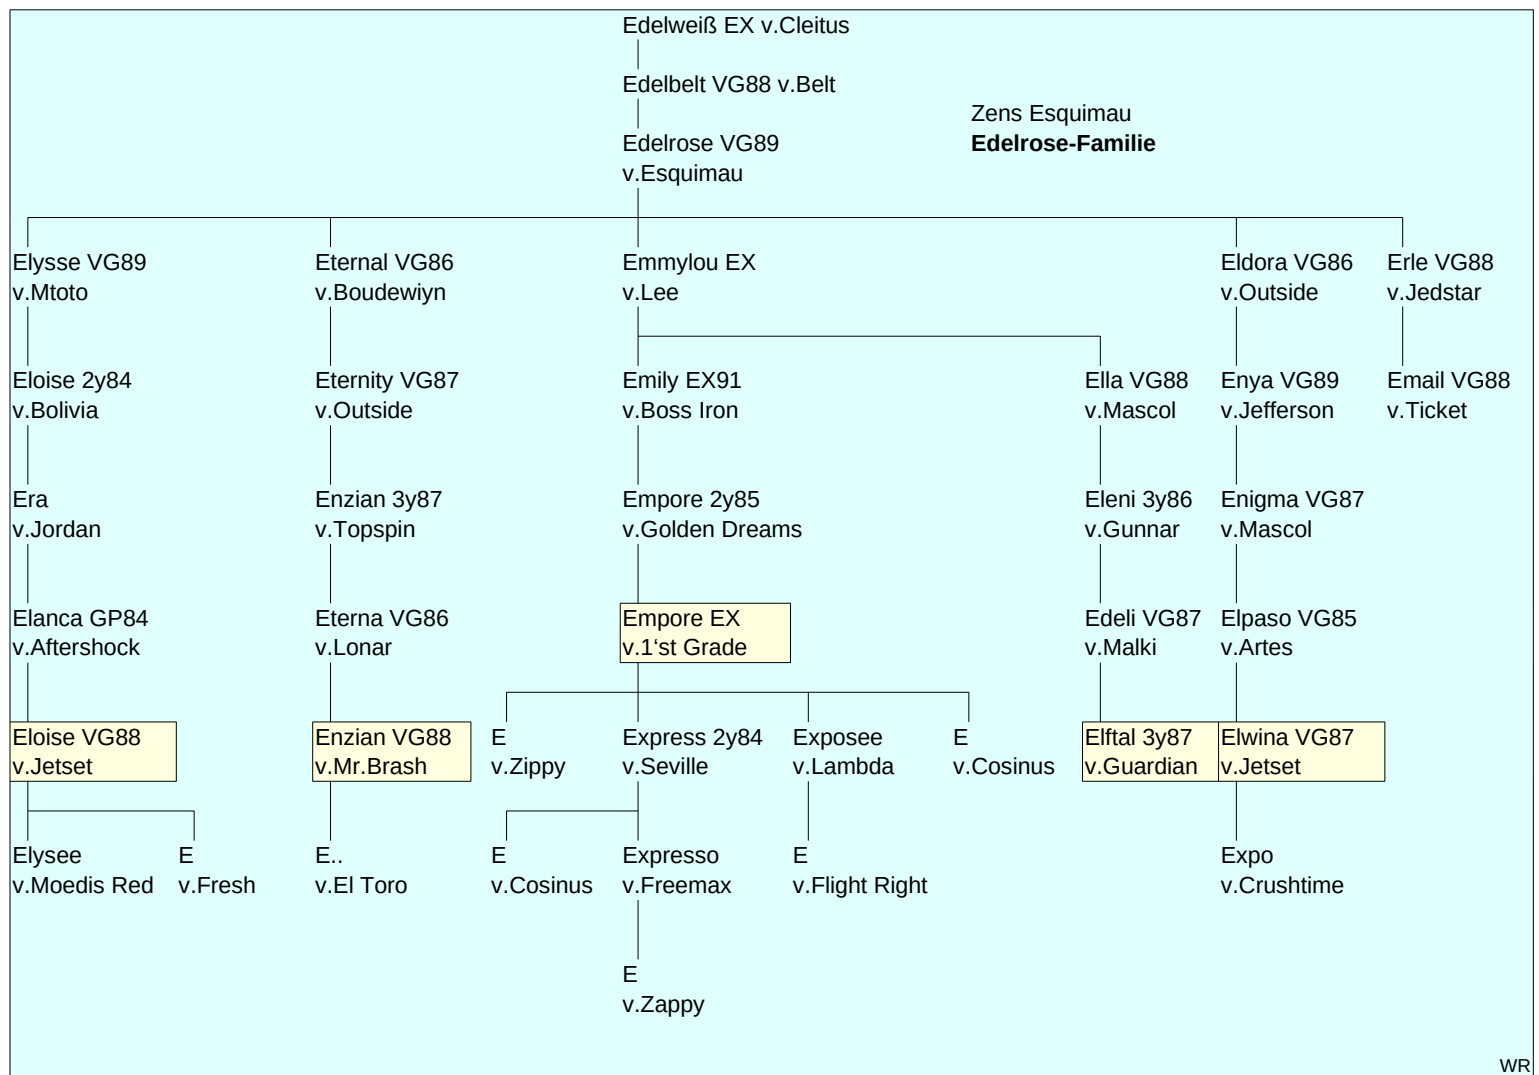 Edelweiß EX v.Cleitus
Edelbelt VG88 v.Belt
Zens Esquimau
Edelrose-Familie
Edelrose VG89
v.Esquimau
Elysse VG89
v.Mtoto
Eternal VG86
v.Boudewiyn
Emmylou EX
v.Lee
Eldora VG86
v.Outside
Erle VG88
v.Jedstar
Eloise 2y84
v.Bolivia
Eternity VG87
v.Outside
Emily EX91
v.Boss Iron
Ella VG88
v.Mascol
Enya VG89
v.Jefferson
Email VG88
v.Ticket
Era
v.Jordan
Enzian 3y87
v.Topspin
Empore 2y85
v.Golden Dreams
Eleni 3y86
v.Gunnar
Enigma VG87
v.Mascol
Elanca GP84
v.Aftershock
Eterna VG86
v.Lonar
Empore EX
v.1‘st Grade
Edeli VG87
v.Malki
Elpaso VG85
v.Artes
Eloise VG88
v.Jetset
Enzian VG88
v.Mr.Brash
E
v.Zippy
Express 2y84
v.Seville
Exposee
v.Lambda
E
v.Cosinus
Elftal 3y87
v.Guardian
Elwina VG87
v.Jetset
Elysee
v.Moedis Red
E
v.Fresh
E..
v.El Toro
E
v.Cosinus
Expresso
v.Freemax
E
v.Flight Right
Expo
v.Crushtime
E
v.Zappy
WR